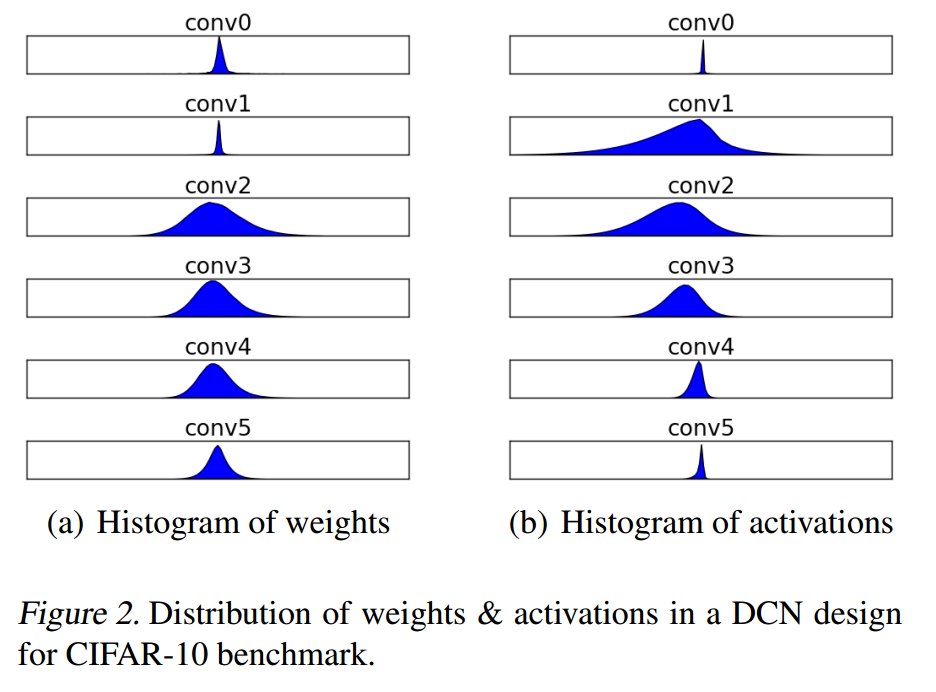 conv0
conv1
conv2
conv3
conv4
conv5
(a) Histogram of weights
conv0
conv1
conv2
conv3
conv4
conv5
(b) Histogram of activations
Figure 2. Distribution of weights & activations in a DCN design
for CIFAR-10 benchmark.